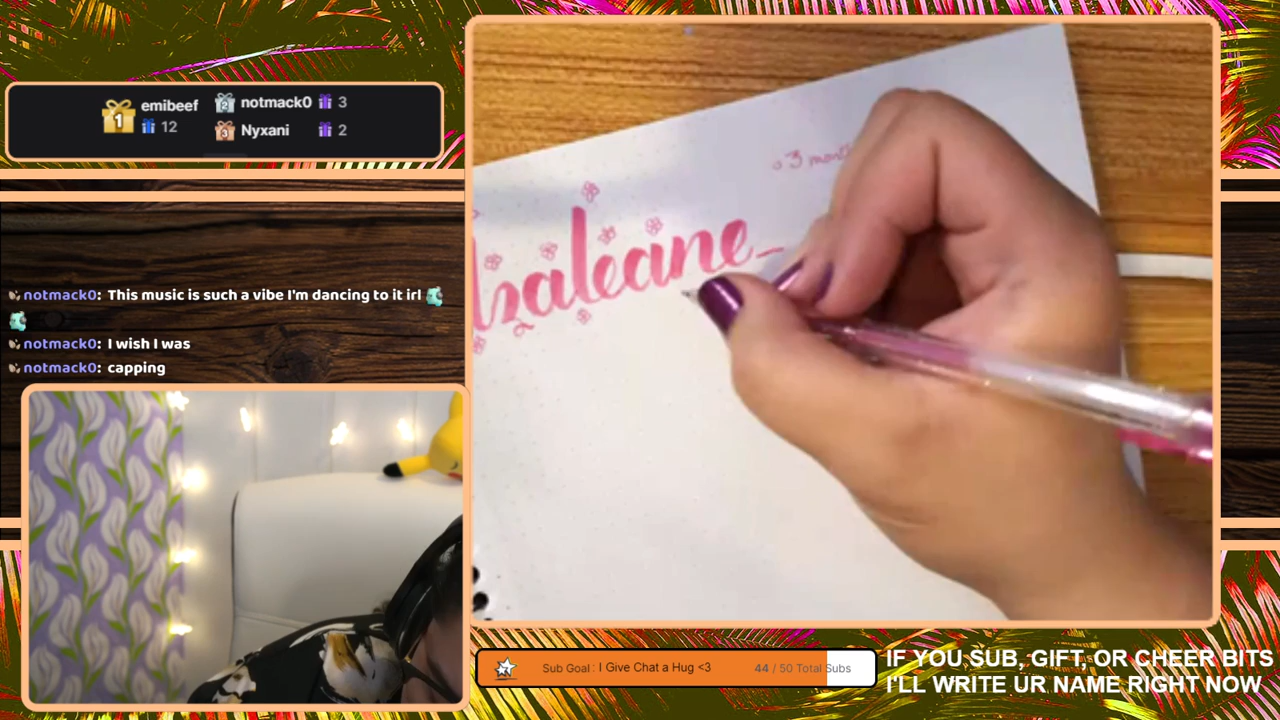 emibeef
12
notmack0 3
Nyxani 2
notmack0: This music is such a vibe I'm dancing to it irl
notmack0: I wish I was
notmack0: capping
3
Sub Goal : I Give Chat a Hug <3 44 / 50 Total Subs
IF YOU SUB, GIFT, OR CHEER BITS
I'LL WRITE UR NAME RIGHT NOW